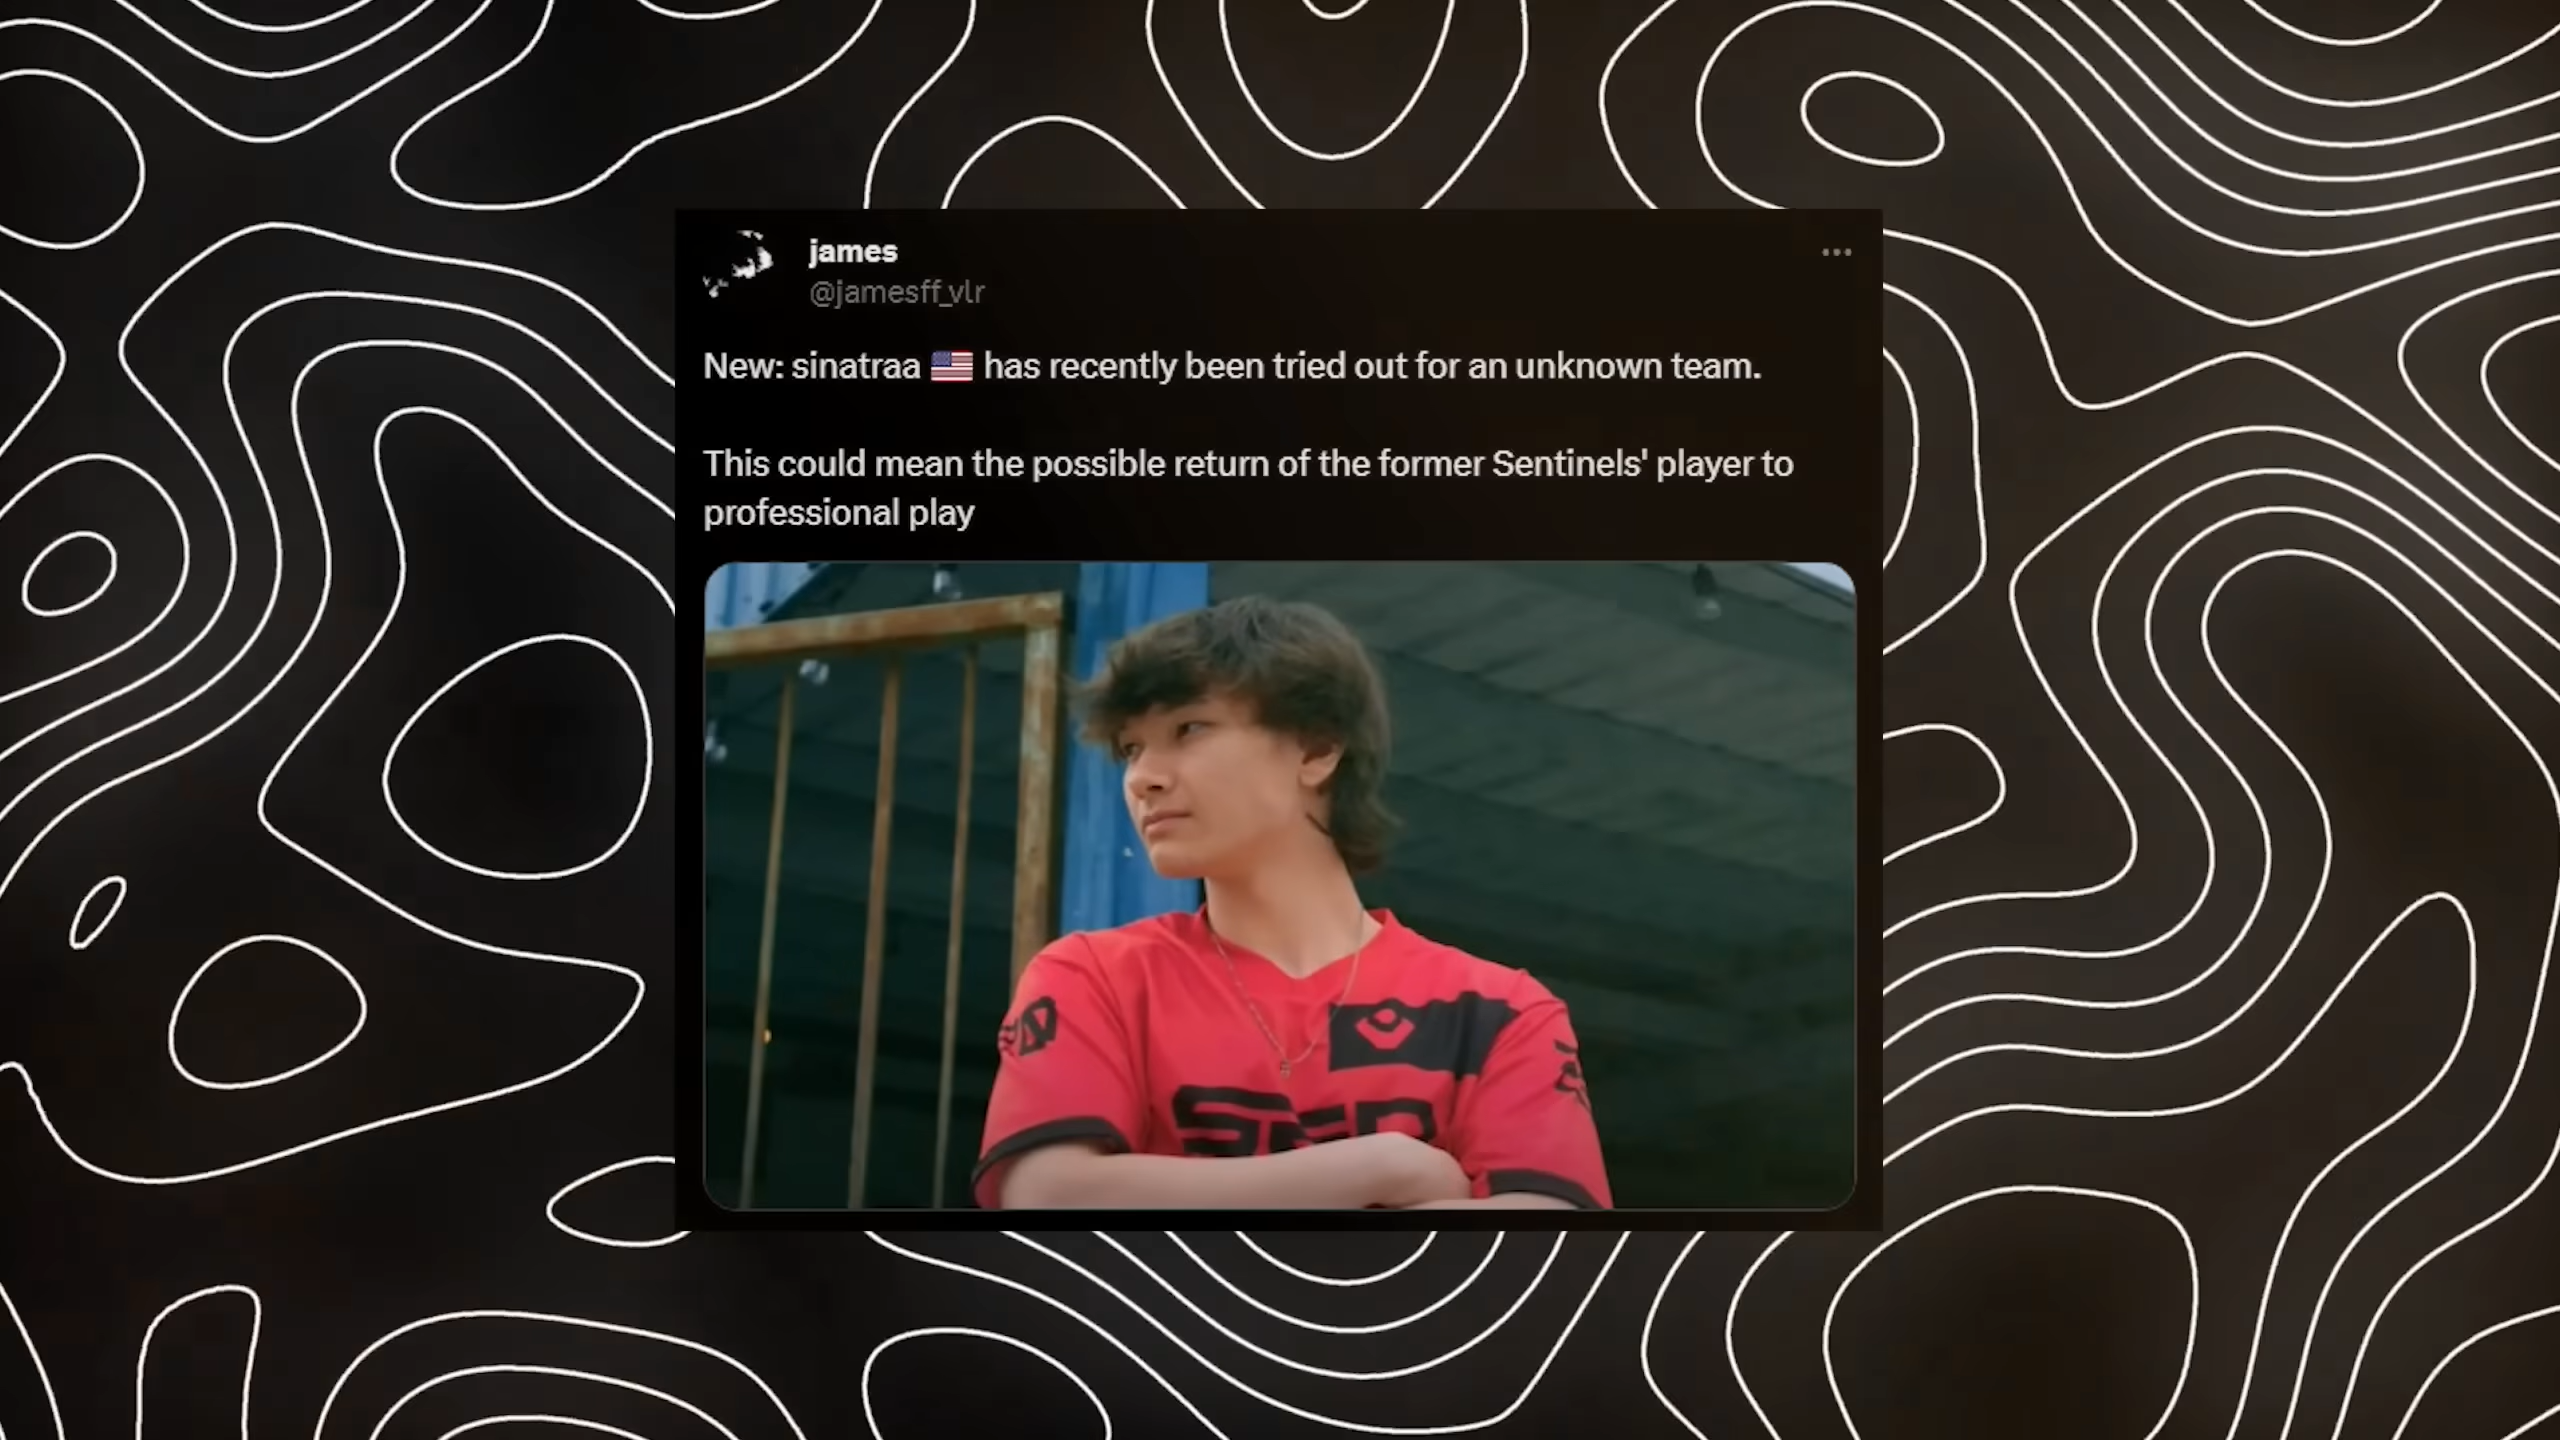 james
@jamesff_vlr
New: sinatraa 🇺🇸 has recently been tried out for an unknown team.
This could mean the possible return of the former Sentinels' player to
professional play
SEN